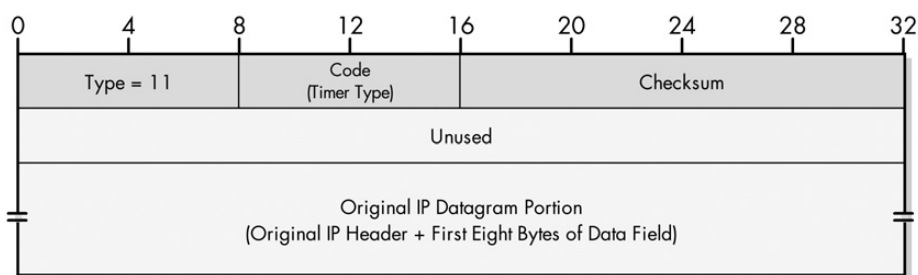 0 4 8 12 16 20 24 28 32
Type = 11
Code
(Timer Type)
Checksum
Unused
Original IP Datagram Portion
(Original IP Header + First Eight Bytes of Data Field)